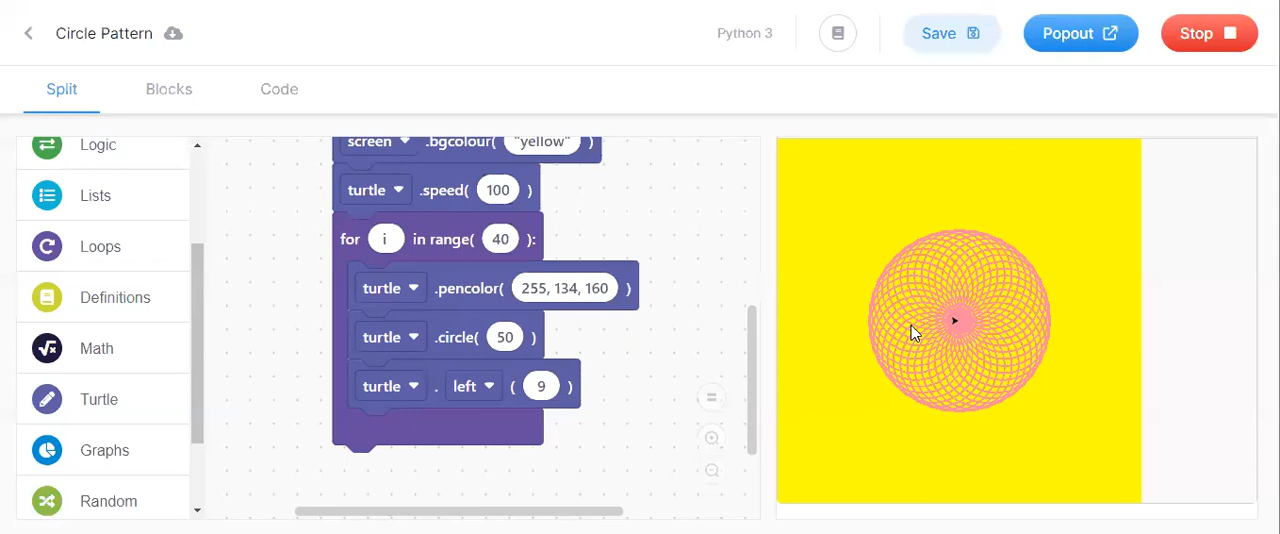 Circle Pattern
Python 3
Save
Popout
Stop
Split
Blocks
Code
Logic
Lists
Loops
Definitions
Math
Turtle
Graphs
Random
screen .bgcolour( "yellow" )
turtle .speed( 100 )
for i in range( 40 ):
turtle .pencolor( 255, 134, 160 )
turtle .circle( 50 )
turtle . left ( 9 )